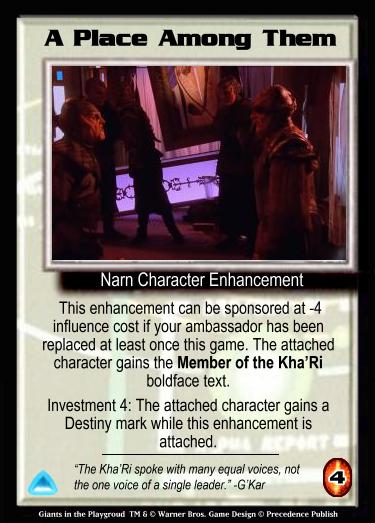 A Place Among Them
Narn Character Enhancement
This enhancement can be sponsored at -4
influence cost if your ambassador has been
replaced at least once this game. The attached
character gains the Member of the Kha'Ri
boldface text.
Investment 4: The attached character gains a
Destiny mark while this enhancement is
attached.
"The Kha'Ri spoke with many equal voices, not
the one voice of a single leader." -G'Kar
4
Giants in the Playgroud TM & © Warner Bros. Game Design © Precedence Publish